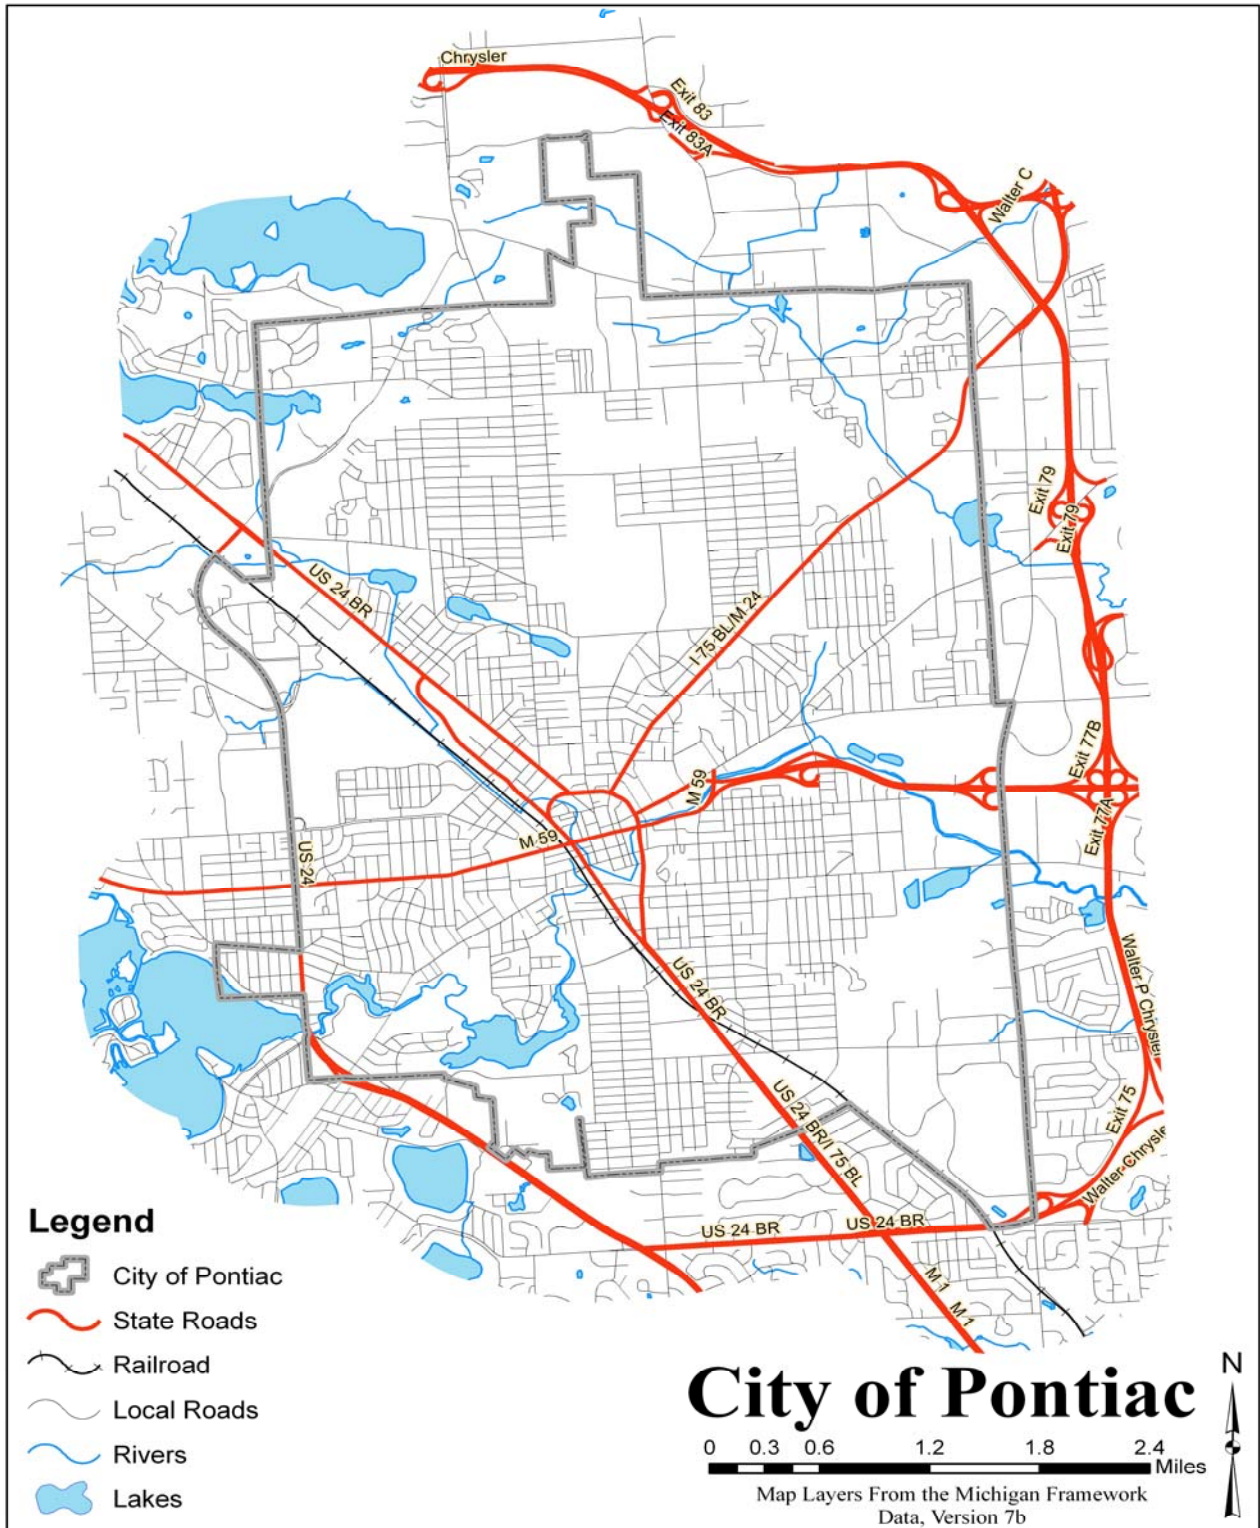 Chrysler
Exit 83
Exit 83A
Walter C
Exit 79
Exit 79
US 24 BR
I-75 BL/M 24
Exit 77B
M 59
M 59
Exit 77A
US 24
Walter P Chrysler
US 24 BR
US 24 BR/I 75 BL
Exit 75
Walter Chrysle
US 24 BR
US 24 BR
M 1
M 1
Legend
City of Pontiac
State Roads
Railroad
Local Roads
Rivers
Lakes
City of Pontiac
N
0 0.3 0.6 1.2 1.8 2.4
Miles
Map Layers From the Michigan Framework
Data, Version 7b